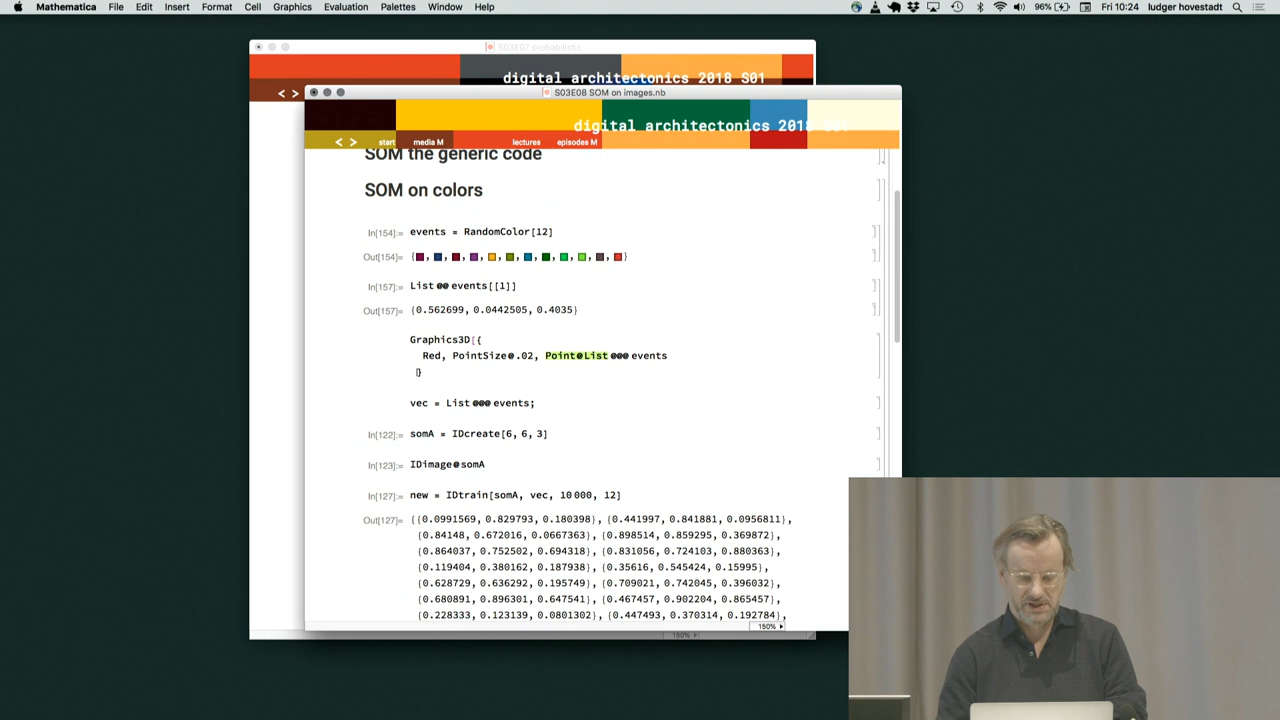 Mathematica File Edit Insert Format Cell Graphics Evaluation Palettes Window Help
96% Fri 10:24 ludger hovestadt
S03E07 probabilistic
digital architectonics 2018 S01
< >
S03E08 SOM on images.nb
digital architectonics 2018 S01
< > start media M lectures episodes M
SOM the generic code
SOM on colors
In[154]:= events = RandomColor[12]
Out[154]= { , , , , , , , , , , , }
In[157]:= List@@events[[1]]
Out[157]= {0.562699, 0.0442505, 0.4035}
Graphics3D[{
Red, PointSize@.02, Point@List@@@events
}
vec = List@@@events;
In[122]:= somA = IDcreate[6, 6, 3]
In[123]:= IDimage@somA
In[127]:= new = IDtrain[somA, vec, 10000, 12]
Out[127]= {{0.0991569, 0.829793, 0.180398}, {0.441997, 0.841881, 0.0956811},
{0.84148, 0.672016, 0.0667363}, {0.898514, 0.859295, 0.369872},
{0.864037, 0.752502, 0.694318}, {0.831056, 0.724103, 0.880363},
{0.119404, 0.380162, 0.187938}, {0.35616, 0.545424, 0.15995},
{0.628729, 0.636292, 0.195749}, {0.709021, 0.742045, 0.396032},
{0.680891, 0.896301, 0.647541}, {0.467457, 0.902204, 0.865457},
{0.228333, 0.123139, 0.0801302}, {0.447493, 0.370314, 0.192784},
150%
150%